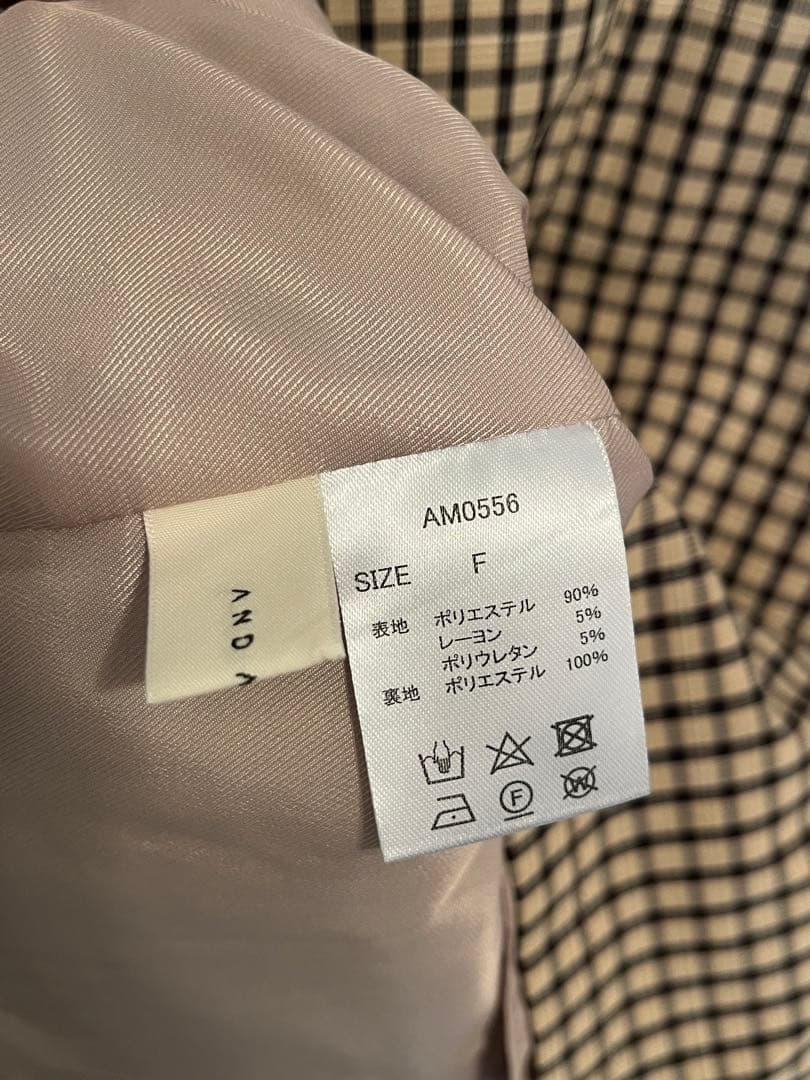 AND
AM0556
SIZE F
表地 ポリエステル 90%
レーヨン 5%
ポリウレタン 5%
裏地 ポリエステル 100%
F
W